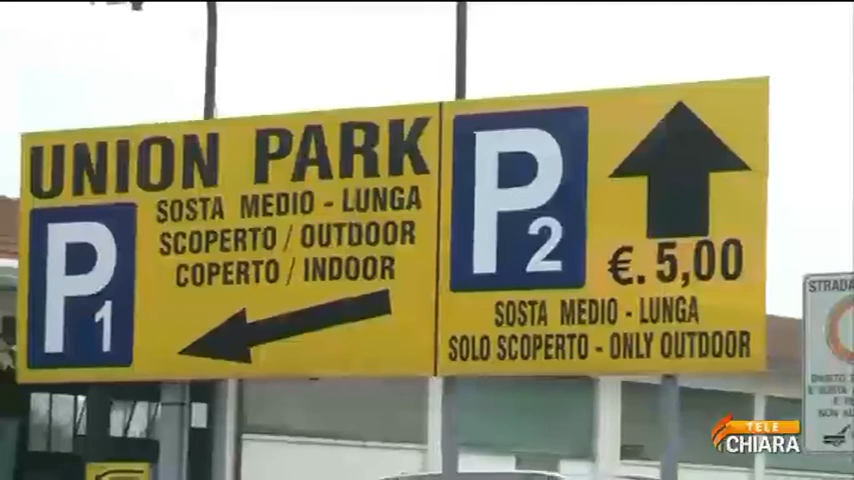 UNION PARK
P1
SOSTA MEDIO - LUNGA
SCOPERTO / OUTDOOR
COPERTO / INDOOR
P2
€. 5,00
SOSTA MEDIO - LUNGA
SOLO SCOPERTO - ONLY OUTDOOR
STRADA
TELE
CHIARA